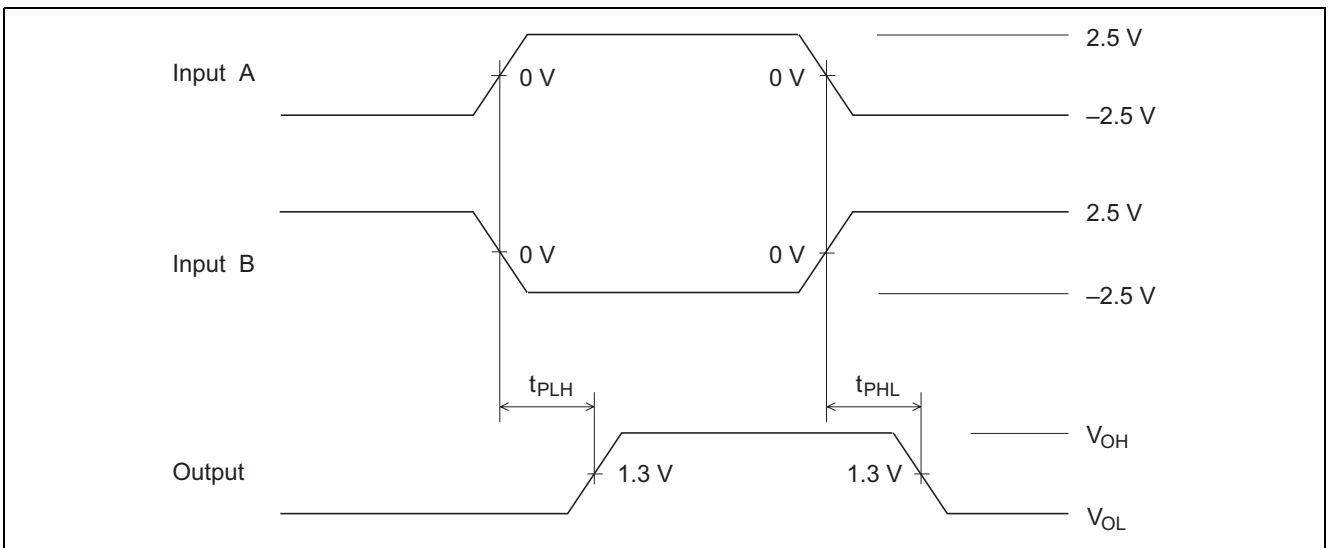 2.5 V
Input A
0 V
0 V
–2.5 V
2.5 V
0 V
0 V
Input B
–2.5 V
tPLH
tPHL
VOH
Output
1.3 V
1.3 V
VOL